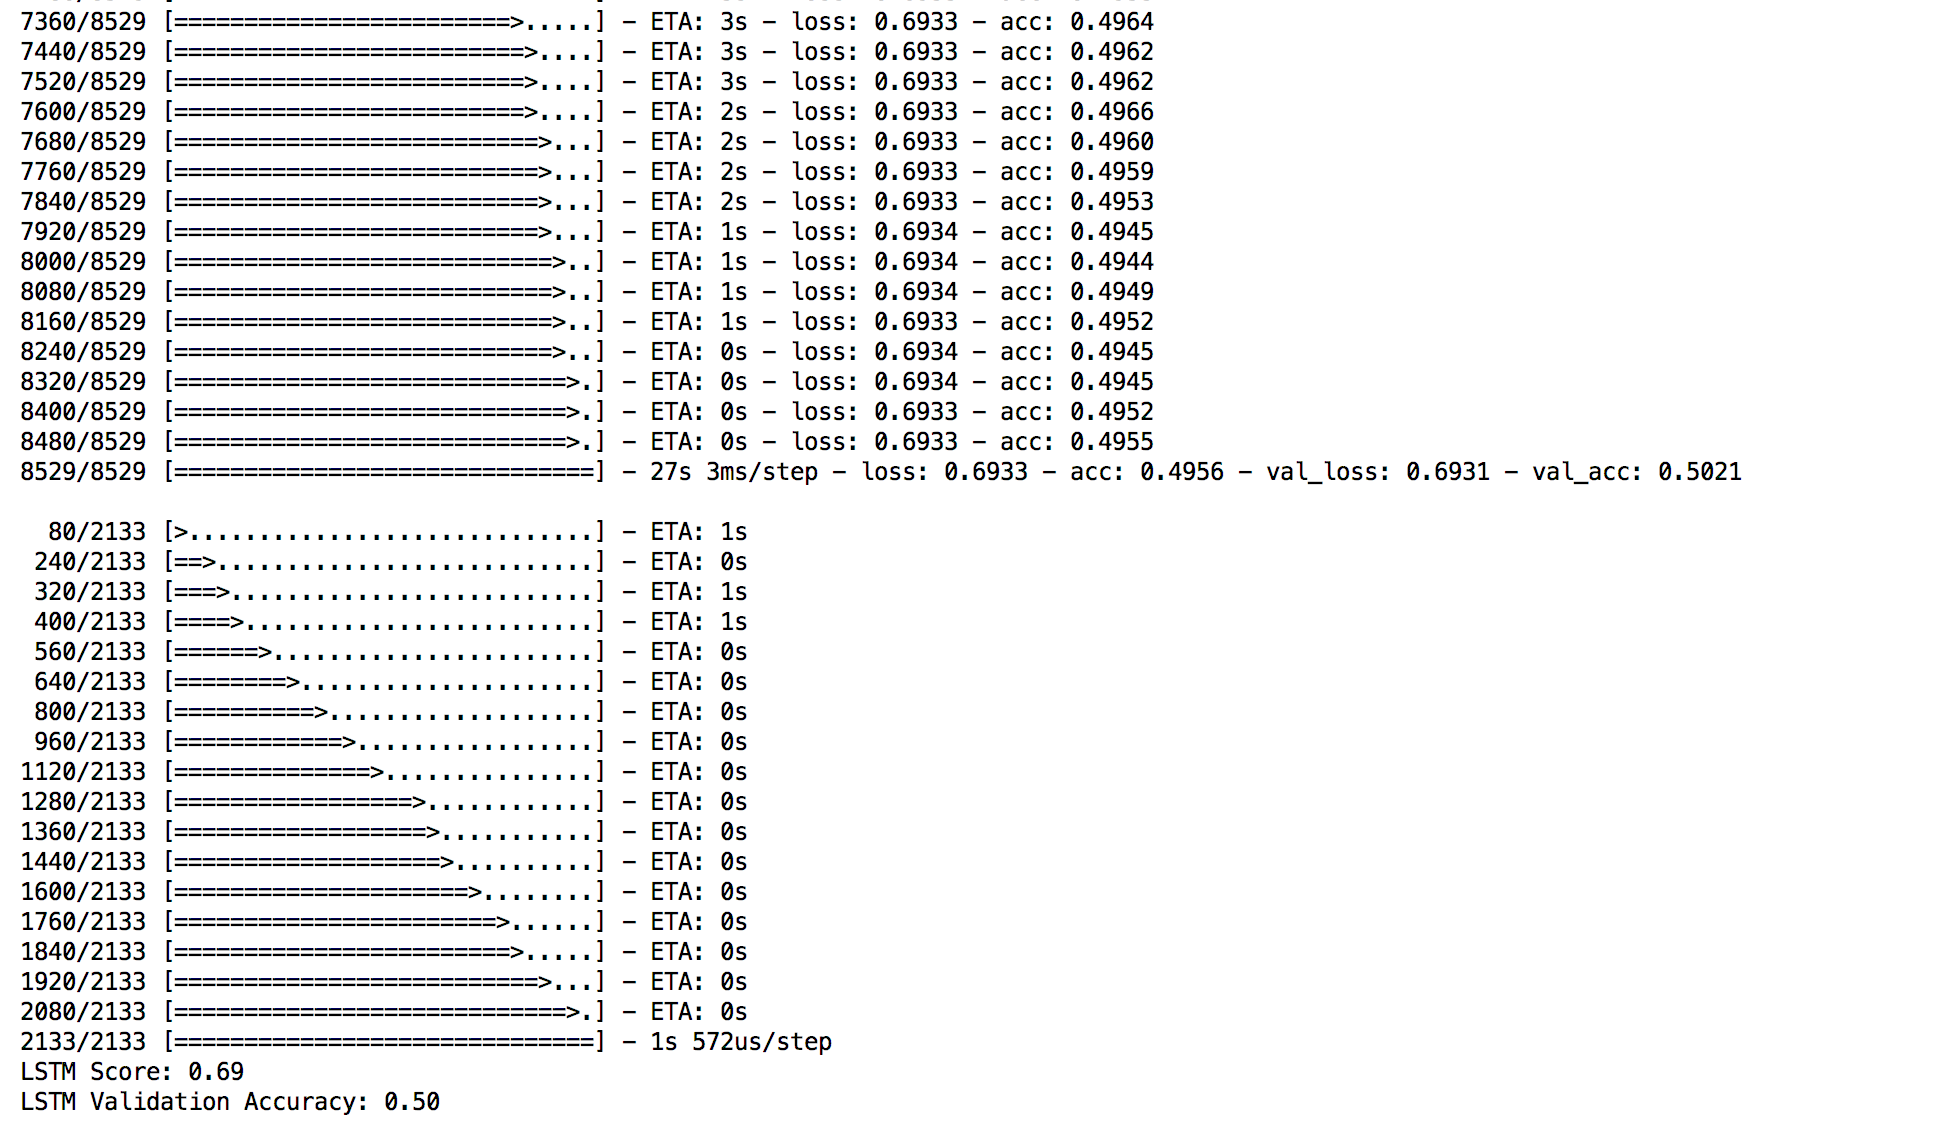 7360/8529 [========================>.....] - ETA: 3s - loss: 0.6933 - acc: 0.4964
7440/8529 [=========================>....] - ETA: 3s - loss: 0.6933 - acc: 0.4962
7520/8529 [=========================>....] - ETA: 3s - loss: 0.6933 - acc: 0.4962
7600/8529 [=========================>....] - ETA: 2s - loss: 0.6933 - acc: 0.4966
7680/8529 [==========================>...] - ETA: 2s - loss: 0.6933 - acc: 0.4960
7760/8529 [==========================>...] - ETA: 2s - loss: 0.6933 - acc: 0.4959
7840/8529 [==========================>...] - ETA: 2s - loss: 0.6933 - acc: 0.4953
7920/8529 [==========================>...] - ETA: 1s - loss: 0.6934 - acc: 0.4945
8000/8529 [===========================>..] - ETA: 1s - loss: 0.6934 - acc: 0.4944
8080/8529 [===========================>..] - ETA: 1s - loss: 0.6934 - acc: 0.4949
8160/8529 [===========================>..] - ETA: 1s - loss: 0.6933 - acc: 0.4952
8240/8529 [===========================>..] - ETA: 0s - loss: 0.6934 - acc: 0.4945
8320/8529 [============================>.] - ETA: 0s - loss: 0.6934 - acc: 0.4945
8400/8529 [============================>.] - ETA: 0s - loss: 0.6933 - acc: 0.4952
8480/8529 [============================>.] - ETA: 0s - loss: 0.6933 - acc: 0.4955
8529/8529 [==============================] - 27s 3ms/step - loss: 0.6933 - acc: 0.4956 - val_loss: 0.6931 - val_acc: 0.5021
80/2133 [>.............................] - ETA: 1s
240/2133 [==>...........................] - ETA: 0s
320/2133 [===>..........................] - ETA: 1s
400/2133 [====>.........................] - ETA: 1s
560/2133 [======>.......................] - ETA: 0s
640/2133 [========>.....................] - ETA: 0s
800/2133 [==========>...................] - ETA: 0s
960/2133 [============>.................] - ETA: 0s
1120/2133 [==============>...............] - ETA: 0s
1280/2133 [=================>............] - ETA: 0s
1360/2133 [==================>...........] - ETA: 0s
1440/2133 [===================>..........] - ETA: 0s
1600/2133 [=====================>........] - ETA: 0s
1760/2133 [=======================>......] - ETA: 0s
1840/2133 [========================>.....] - ETA: 0s
1920/2133 [==========================>...] - ETA: 0s
2080/2133 [============================>.] - ETA: 0s
2133/2133 [==============================] - 1s 572us/step
LSTM Score: 0.69
LSTM Validation Accuracy: 0.50